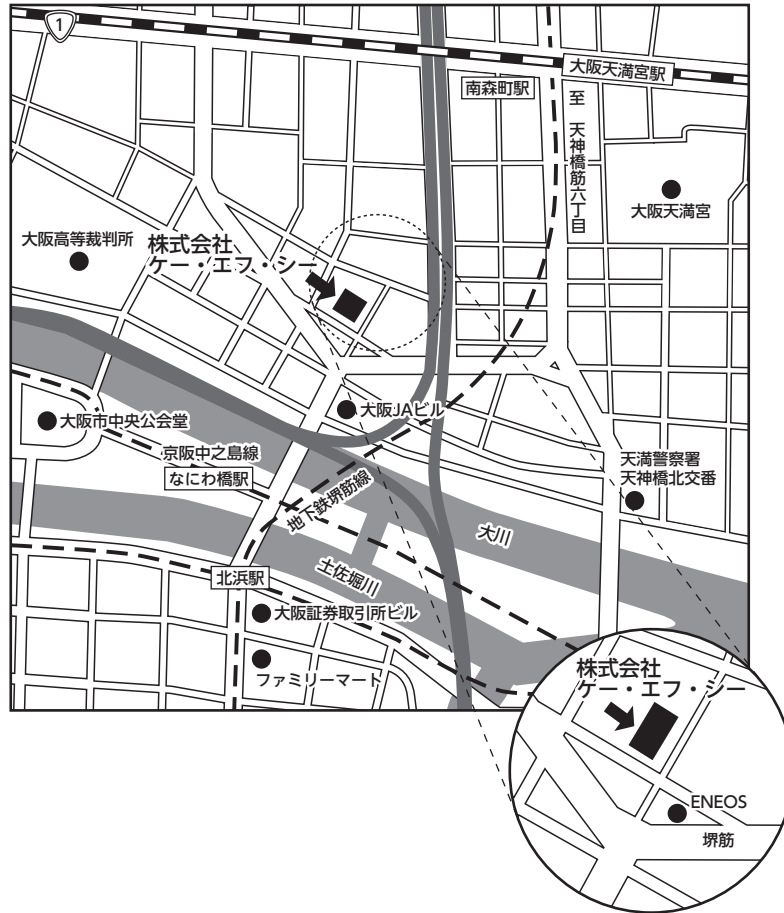 1
大阪天満宮駅
南森町駅
至 天神橋筋六丁目
大阪天満宮
大阪高等裁判所
株式会社
ケー・エフ・シー
大阪JAビル
大阪市中央公会堂
京阪中之島線
なにわ橋駅
地下鉄堺筋線
天満警察署
天神橋北交番
大川
土佐堀川
北浜駅
大阪証券取引所ビル
ファミリーマート
株式会社
ケー・エフ・シー
ENEOS
堺筋